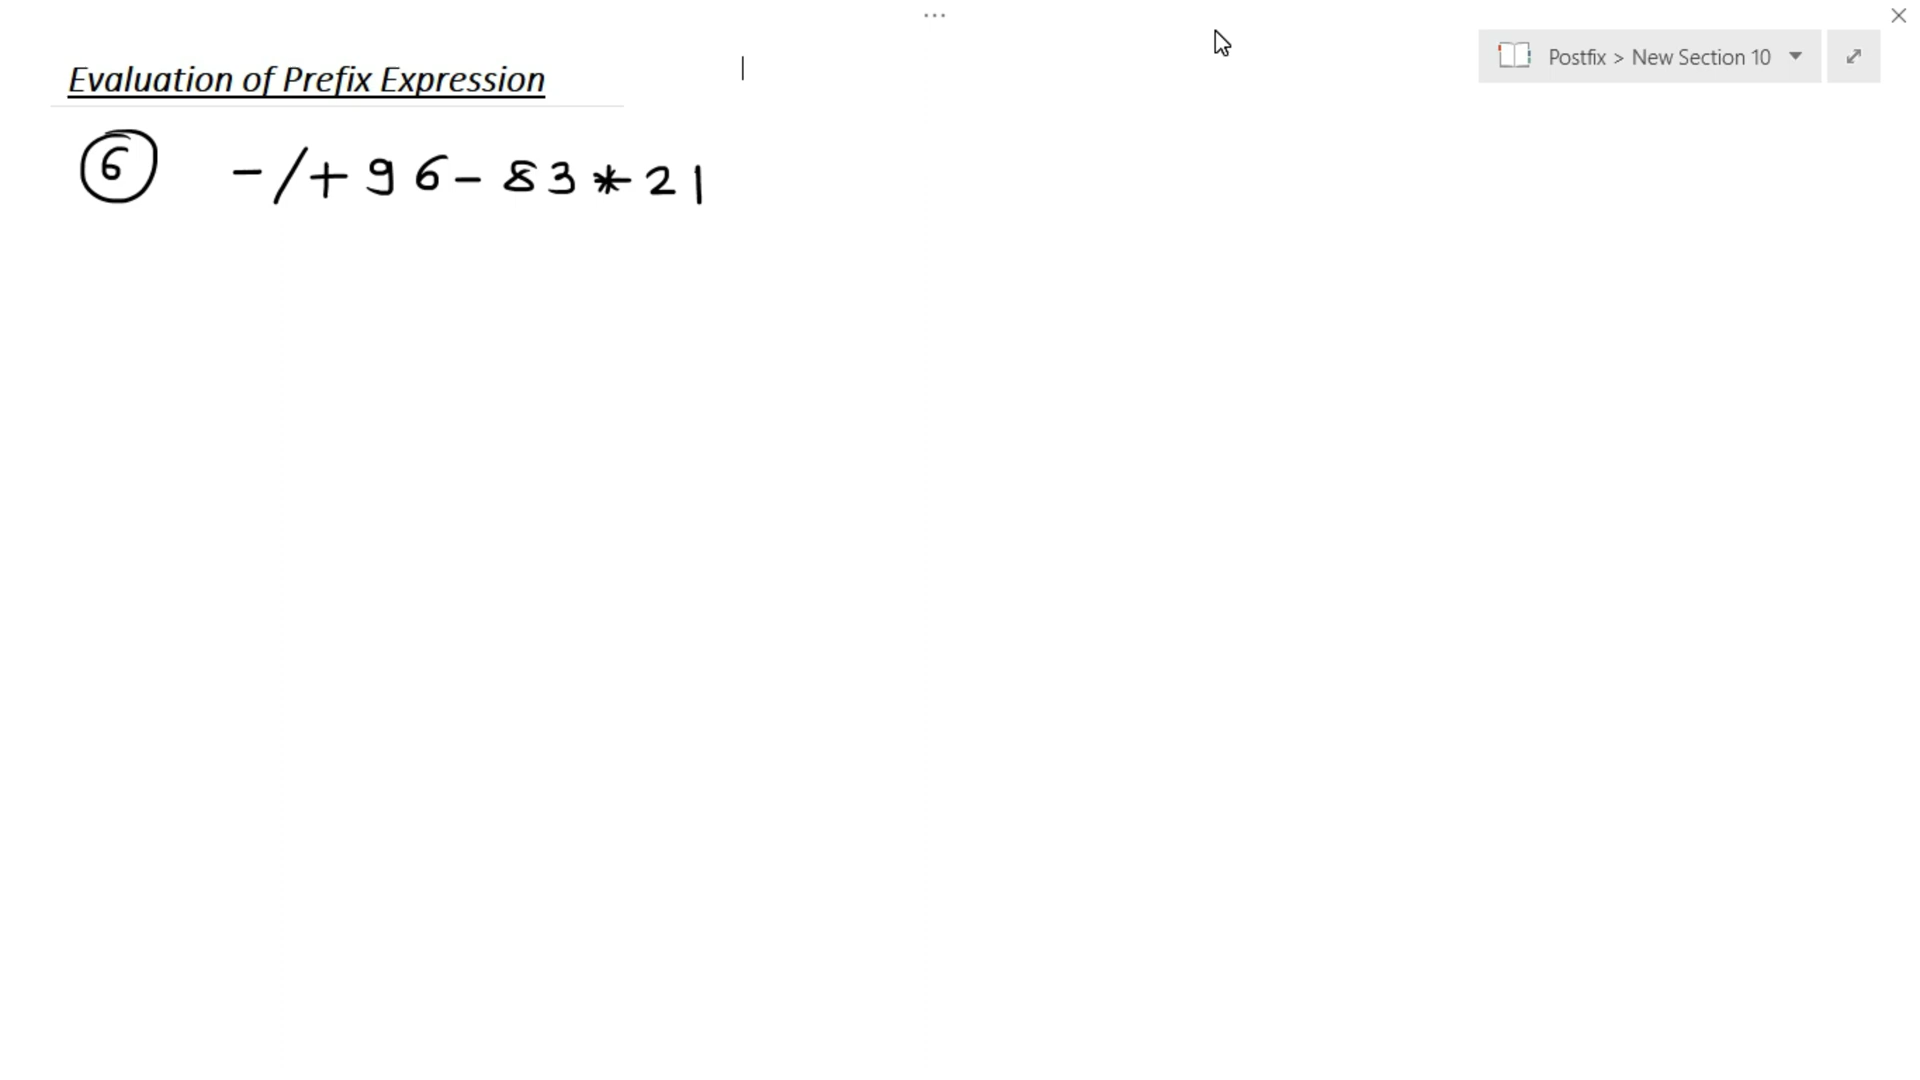 Postfix > New Section 10
Evaluation of Prefix Expression
6 - / + 9 6 - 8 3 * 2 1